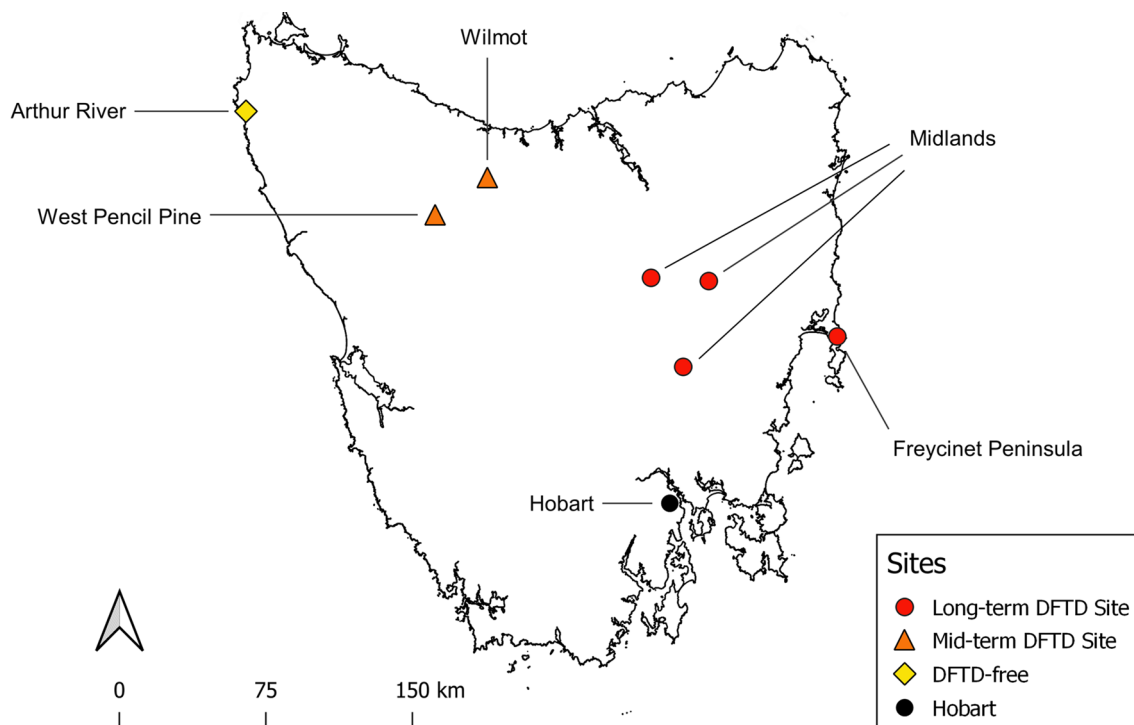 Wilmot
Arthur River
Midlands
West Pencil Pine
Freycinet Peninsula
Hobart
Sites
Long-term DFTD Site
Mid-term DFTD Site
DFTD-free
Hobart
0 75 150 km